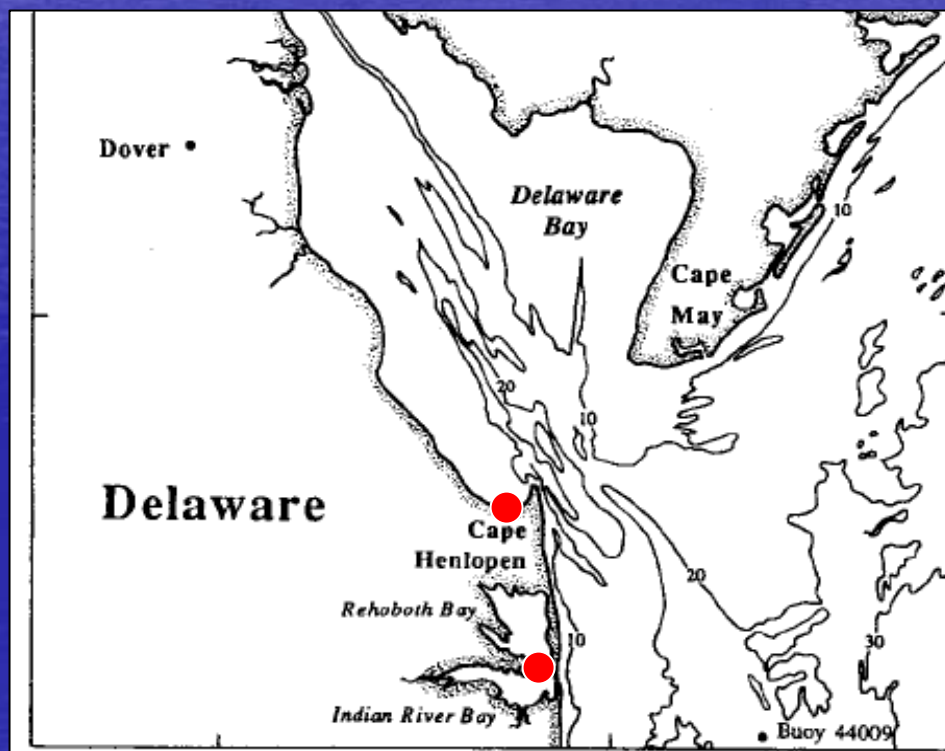 Dover
Delaware
Bay
10
Cape
May
20
10
Delaware
Cape
Henlopen
20
Rehoboth Bay
10
30
Indian River Bay
Buoy 44009